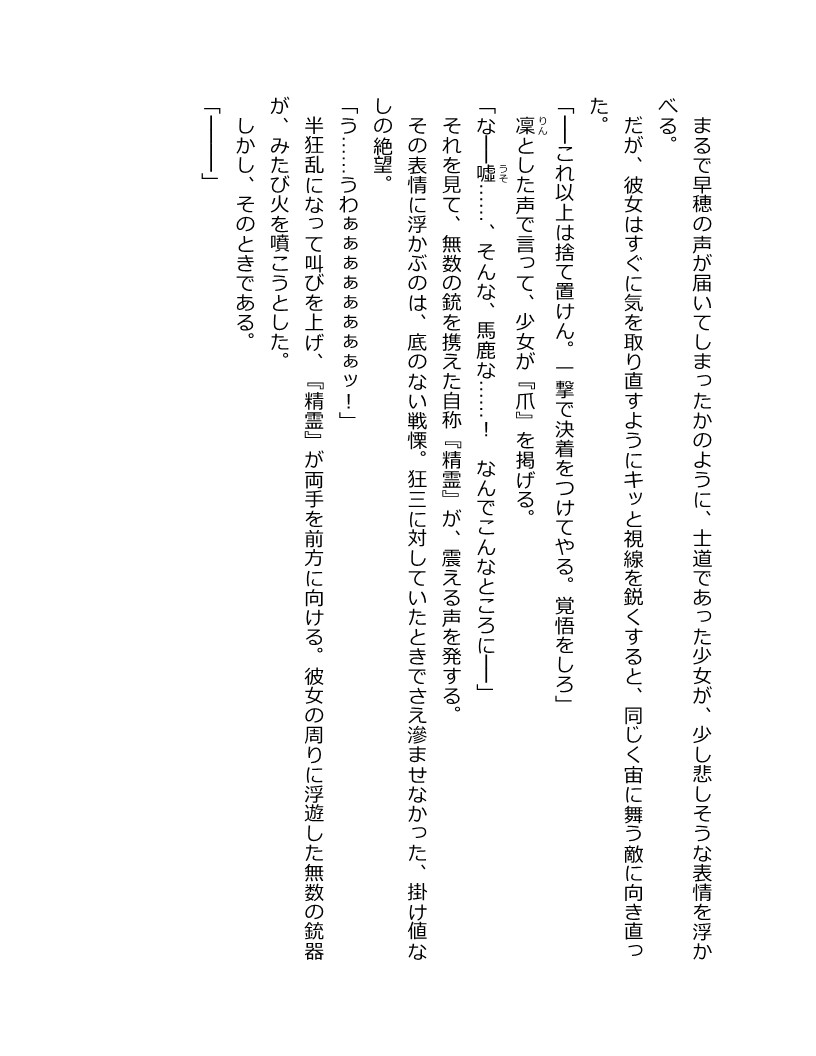 まるで早穂の声が届いてしまったかのように、士道であった少女が、少し悲しそうな表情を浮か
べる。
　だが、彼女はすぐに気を取り直すようにキッと視線を鋭くすると、同じく宙に舞う敵に向き直っ
た。
「──これ以上は捨て置けん。一撃で決着をつけてやる。覚悟をしろ」
　凜とした声で言って、少女が『爪』を掲げる。
「な──嘘……、そんな、馬鹿な……！　なんでこんなところに──」
　それを見て、無数の銃を携えた自称『精霊』が、震える声を発する。
　その表情に浮かぶのは、底のない戦慄。狂三に対していたときでさえ滲ませなかった、掛け値な
しの絶望。
「う……うわぁぁぁぁぁぁぁぁッ！」
　半狂乱になって叫びを上げ、『精霊』が両手を前方に向ける。彼女の周りに浮遊した無数の銃器
が、みたび火を噴こうとした。
　しかし、そのときである。
「───」